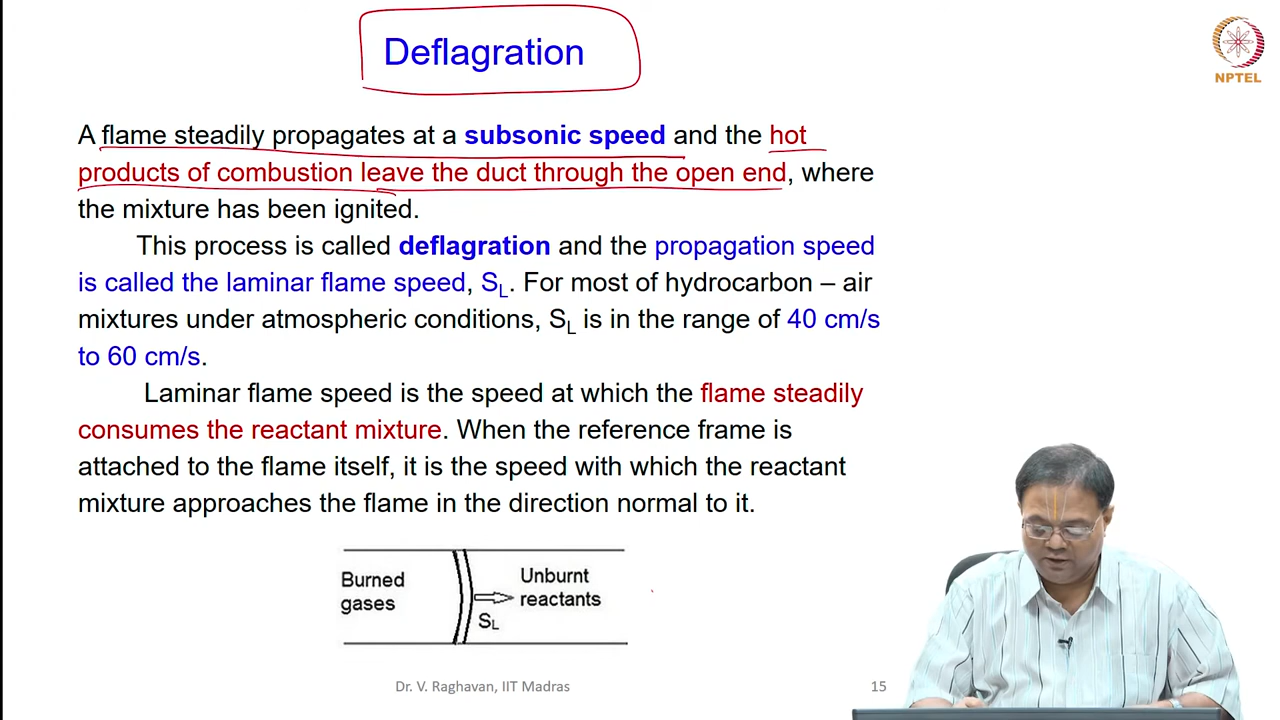 Deflagration
NPTEL
A flame steadily propagates at a subsonic speed and the hot
products of combustion leave the duct through the open end, where
the mixture has been ignited.
This process is called deflagration and the propagation speed
is called the laminar flame speed, SL. For most of hydrocarbon – air
mixtures under atmospheric conditions, SL is in the range of 40 cm/s
to 60 cm/s.
Laminar flame speed is the speed at which the flame steadily
consumes the reactant mixture. When the reference frame is
attached to the flame itself, it is the speed with which the reactant
mixture approaches the flame in the direction normal to it.
Burned
gases
SL
Unburnt
reactants
Dr. V. Raghavan, IIT Madras
15